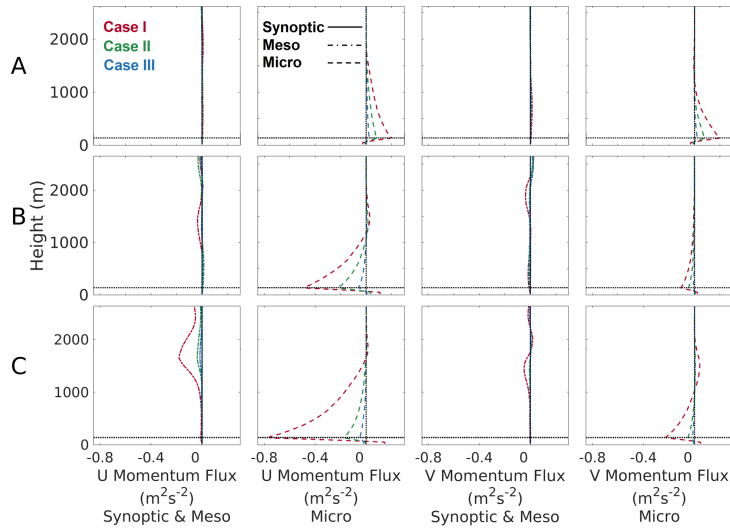 Case I
Case II
Case III
Synoptic
Meso
Micro
A
B
C
Height (m)
2000
1000
0
2000
1000
0
2000
1000
0
-0.8 -0.4 0
-0.8 -0.4 0
-0.8 -0.4 0
-0.8 -0.4 0
U Momentum Flux
(m²s⁻²)
Synoptic & Meso
U Momentum Flux
(m²s⁻²)
Micro
V Momentum Flux
(m²s⁻²)
Synoptic & Meso
V Momentum Flux
(m²s⁻²)
Micro